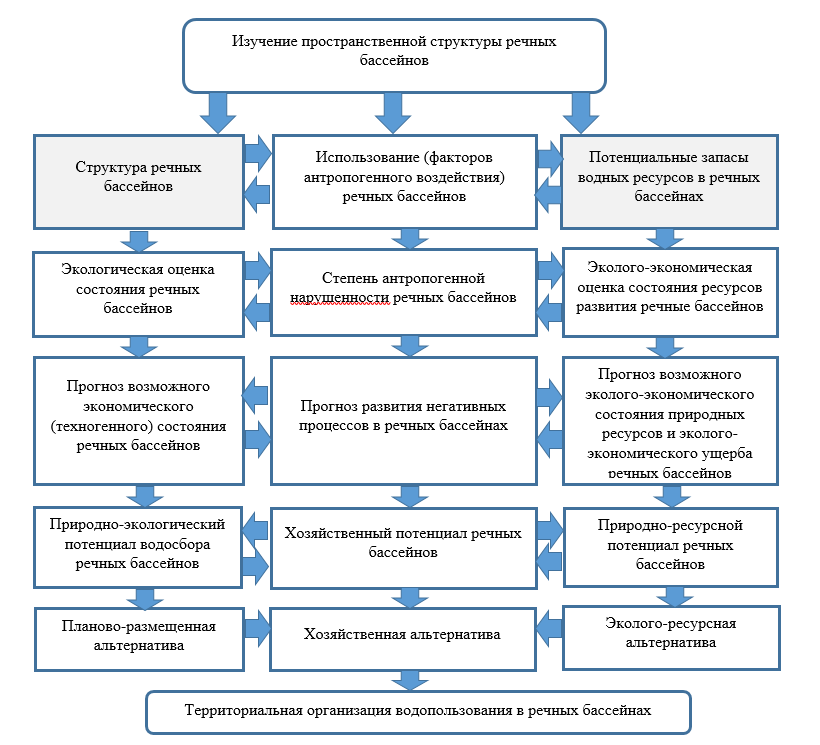 Изучение пространственной структуры речных
бассейнов
Структура речных
бассейнов
Использование (факторов
антропогенного воздействия)
речных бассейнов
Потенциальные запасы
водных ресурсов в речных
бассейнах
Экологическая оценка
состояния речных
бассейнов
Степень антропогенной
нарушенности речных бассейнов
Эколого-экономическая
оценка состояния ресурсов
развития речные бассейнов
Прогноз возможного
экономического
(техногенного) состояния
речных бассейнов
Прогноз развития негативных
процессов в речных бассейнах
Прогноз возможного
эколого-экономического
состояния природных
ресурсов и эколого-
экономического ущерба
речных бассейнов
Природно-экологический
потенциал водосбора
речных бассейнов
Хозяйственный потенциал речных
бассейнов
Природно-ресурсной
потенциал речных
бассейнов
Планово-размещенная
альтернатива
Хозяйственная альтернатива
Эколого-ресурсная
альтернатива
Территориальная организация водопользования в речных бассейнах